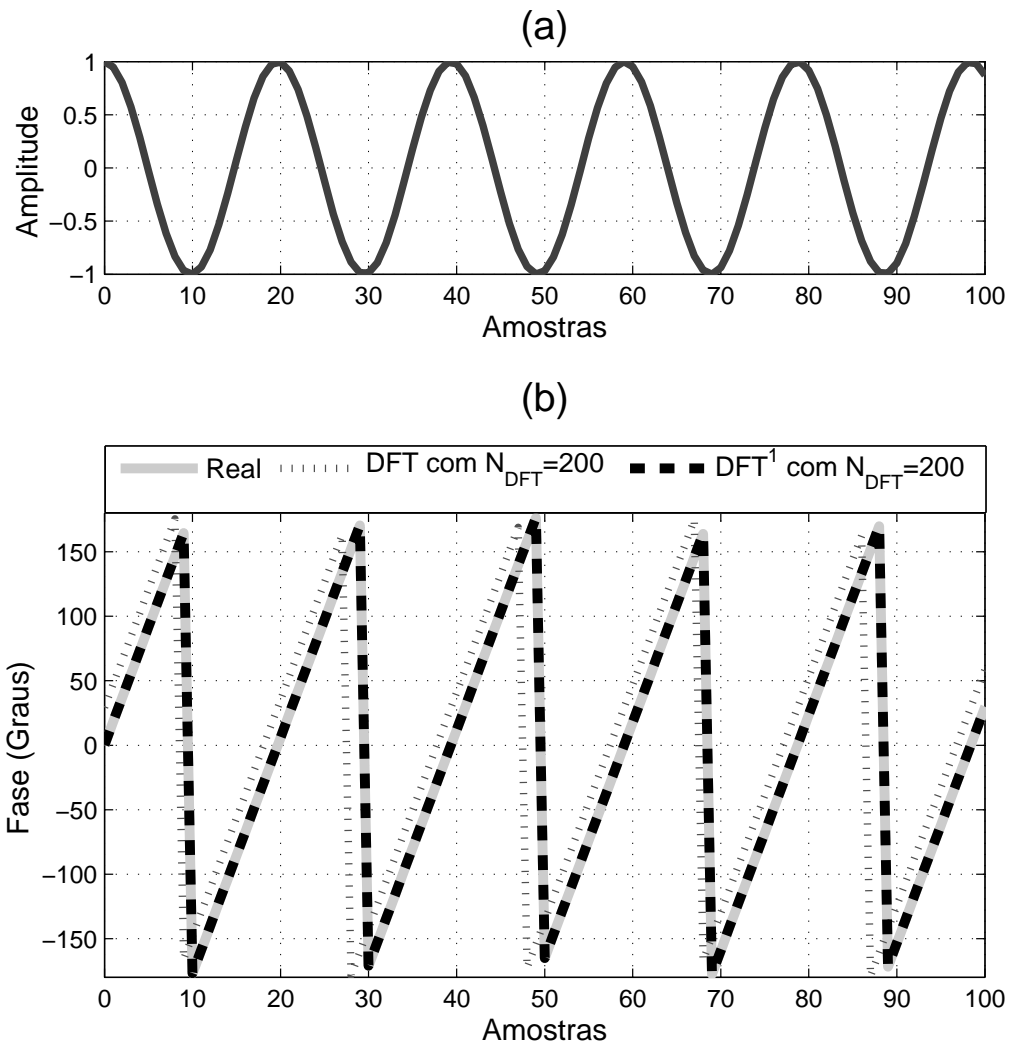 (a)
Amplitude
1
0.5
0
−0.5
−1
0 10 20 30 40 50 60 70 80 90 100
Amostras
(b)
Real DFT com N_DFT=200 DFT¹ com N_DFT=200
Fase (Graus)
150
100
50
0
−50
−100
−150
0 10 20 30 40 50 60 70 80 90 100
Amostras